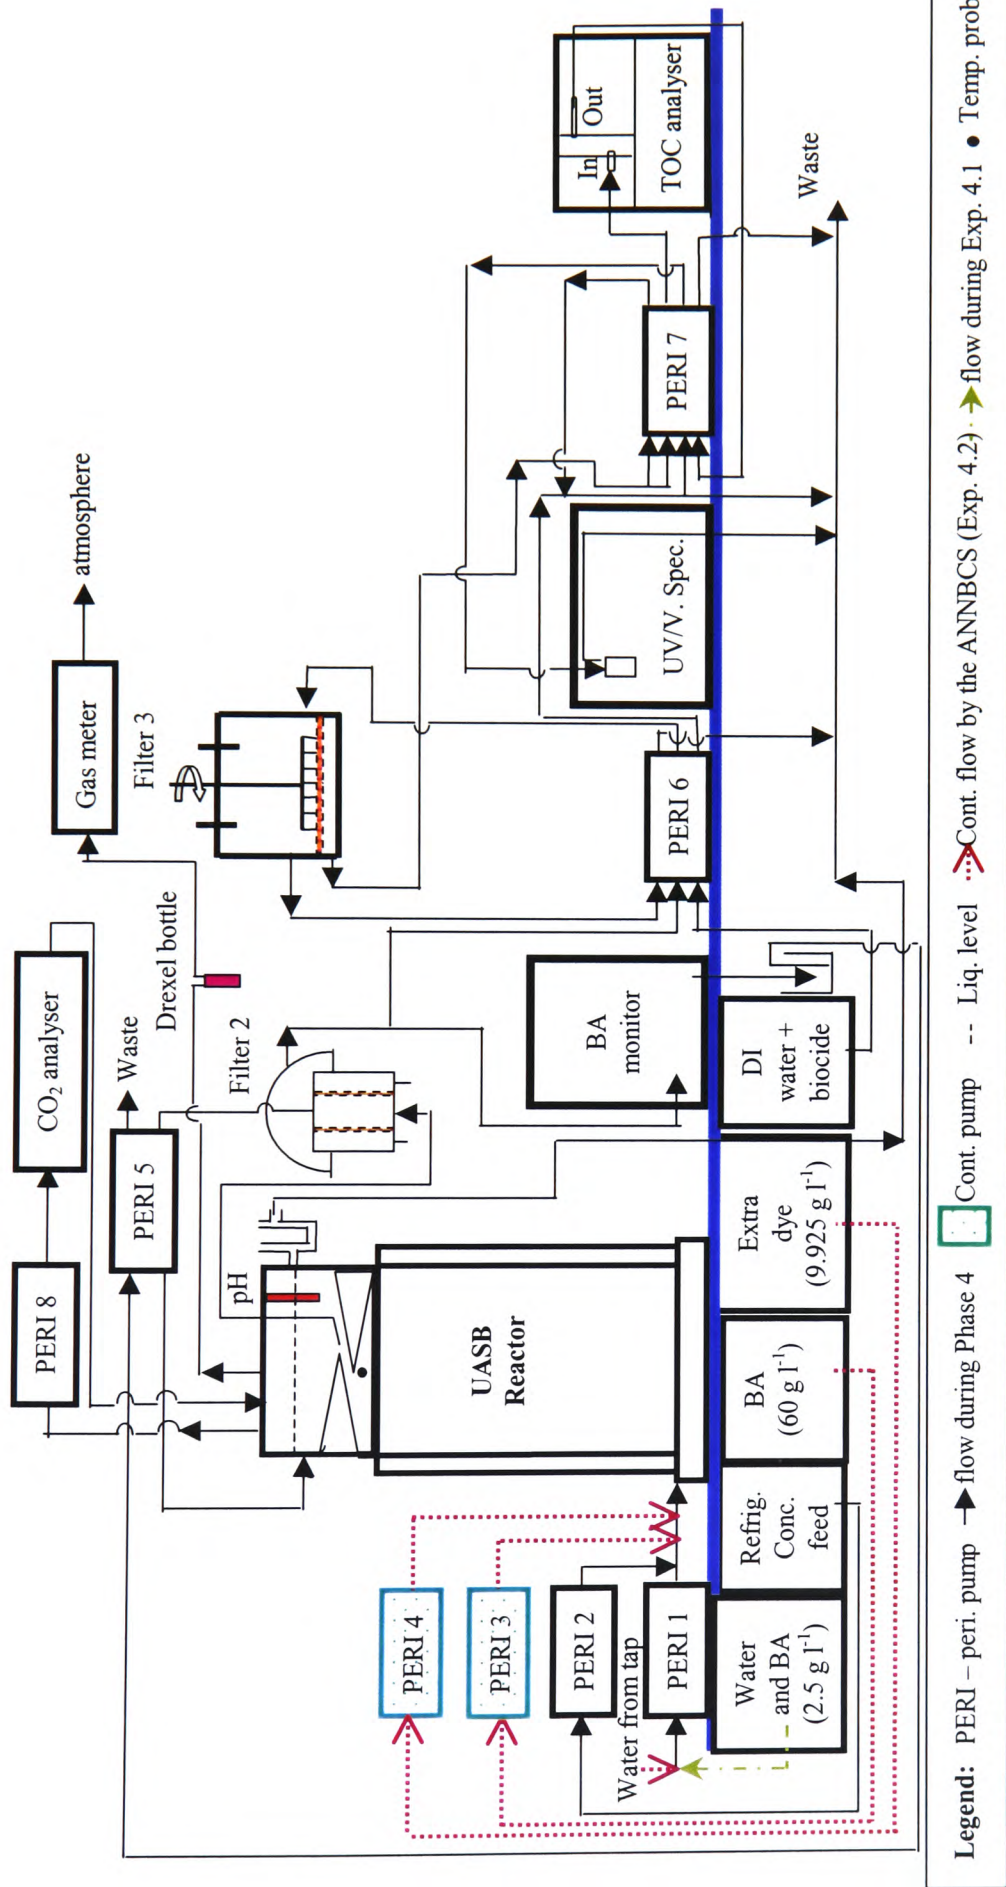 PERI 8
CO₂ analyser
Gas meter
atmosphere
PERI 5
Waste
Drexel bottle
Filter 3
Filter 2
pH
UASB
Reactor
PERI 4
PERI 3
PERI 2
Water from tap
PERI 1
BA
monitor
PERI 6
UV/V. Spec.
PERI 7
In
Out
TOC analyser
Water
and BA
(2.5 g l⁻¹)
Refrig.
Conc.
feed
BA
(60 g l⁻¹)
Extra
dye
(9.925 g l⁻¹)
DI
water +
biocide
Waste
Legend: PERI – peri. pump flow during Phase 4 Cont. pump -- Liq. level Cont. flow by the ANNBCS (Exp. 4.2) flow during Exp. 4.1 ● Temp. prob